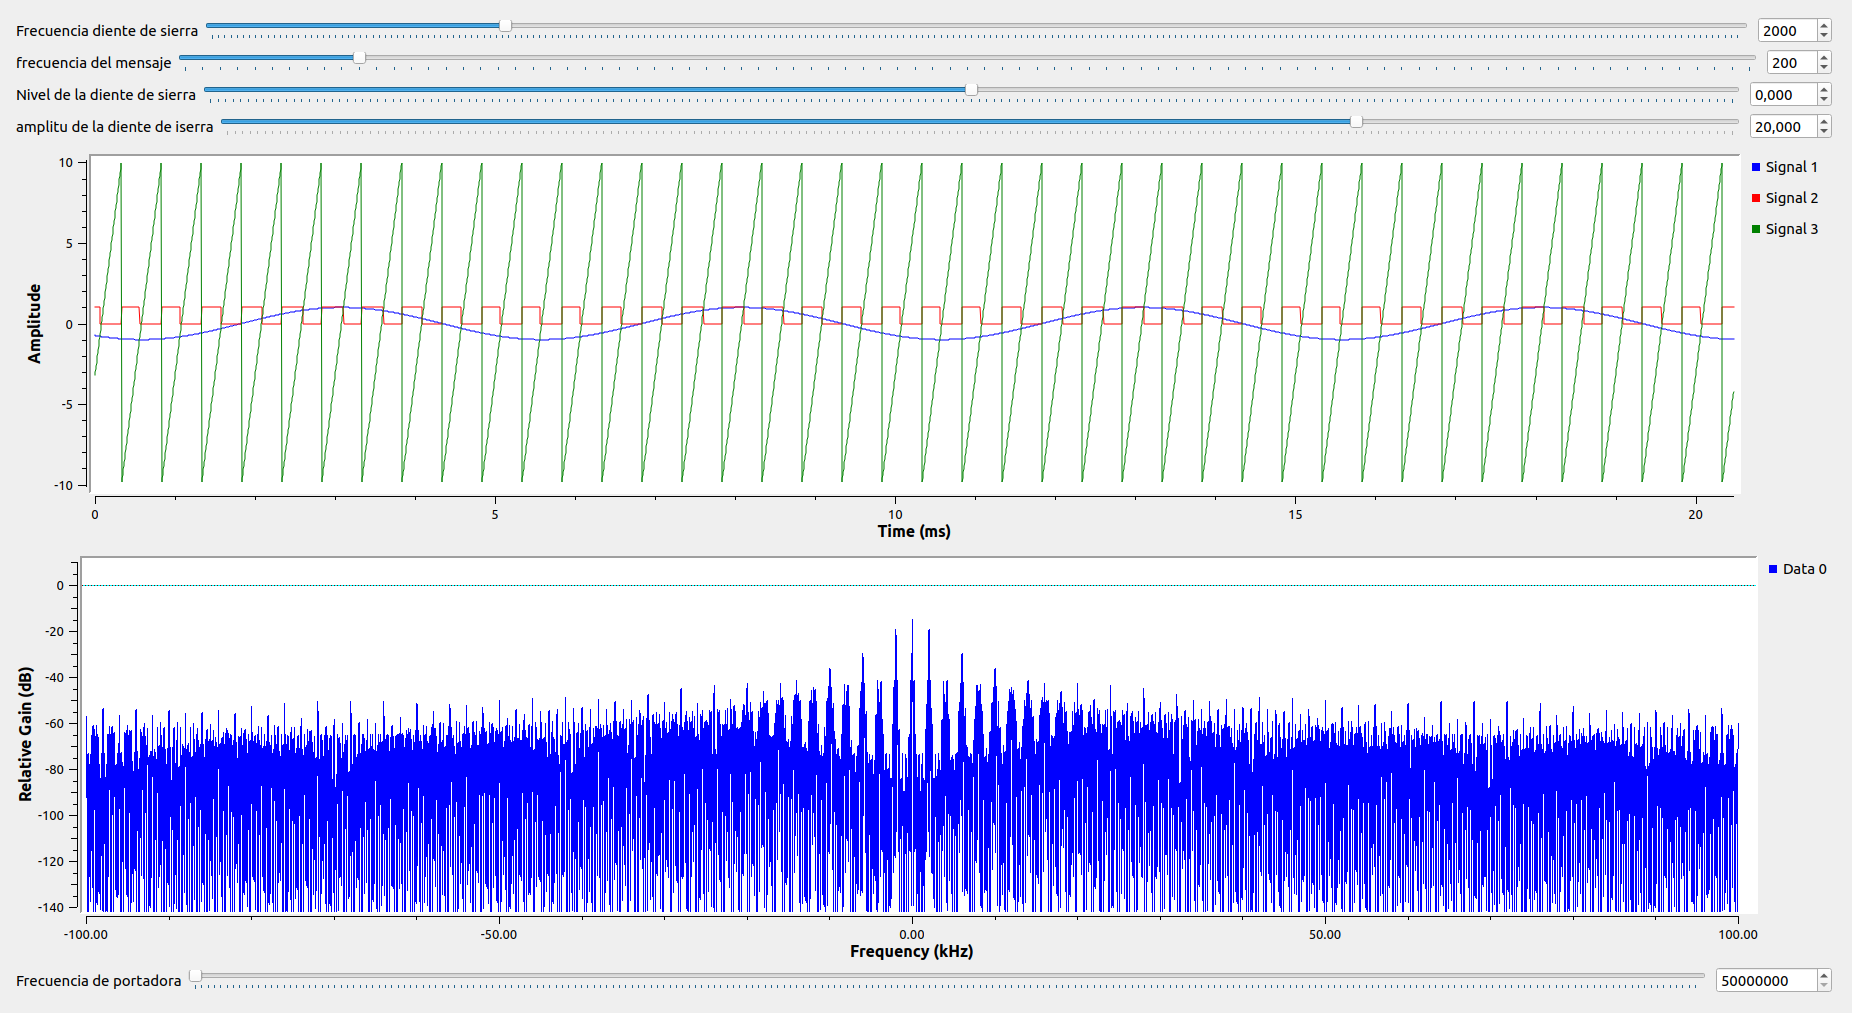 Frecuencia diente de sierra 2000
frecuencia del mensaje 200
Nivel de la diente de sierra 0,000
amplitu de la diente de iserra 20,000
10
5
0
-5
-10
Amplitude
Signal 1
Signal 2
Signal 3
0 5 10 15 20
Time (ms)
0
-20
-40
-60
-80
-100
-120
-140
Relative Gain (dB)
Data 0
-100.00 -50.00 0.00 50.00 100.00
Frequency (kHz)
Frecuencia de portadora 50000000